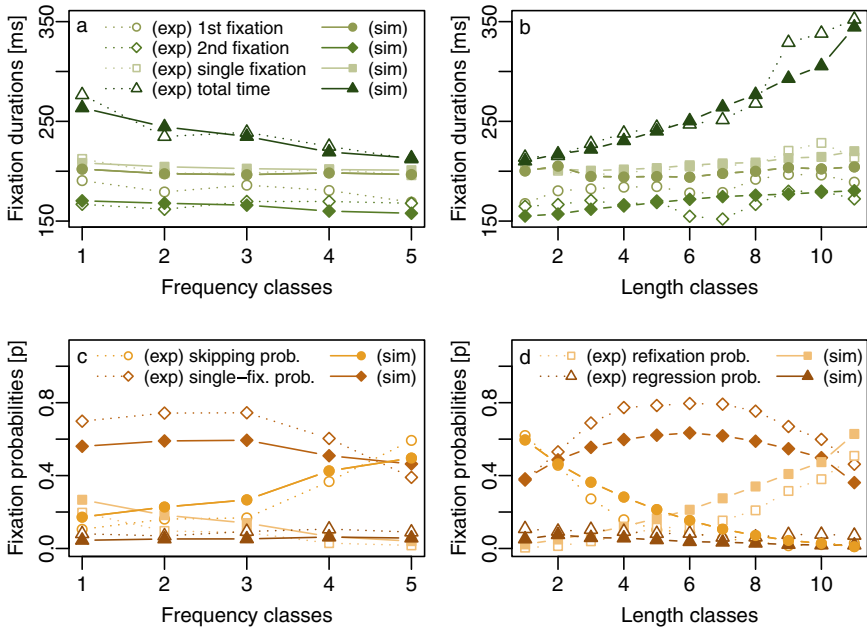 Fixation durations [ms]
150
250
350
a
(exp) 1st fixation (sim)
(exp) 2nd fixation (sim)
(exp) single fixation (sim)
(exp) total time (sim)
1 2 3 4 5
Frequency classes
Fixation durations [ms]
150
250
350
b
2 4 6 8 10
Length classes
Fixation probabilities [p]
0.0
0.4
0.8
c
(exp) skipping prob. (sim)
(exp) single−fix. prob. (sim)
1 2 3 4 5
Frequency classes
Fixation probabilities [p]
0.0
0.4
0.8
d
(exp) refixation prob. (sim)
(exp) regression prob. (sim)
2 4 6 8 10
Length classes